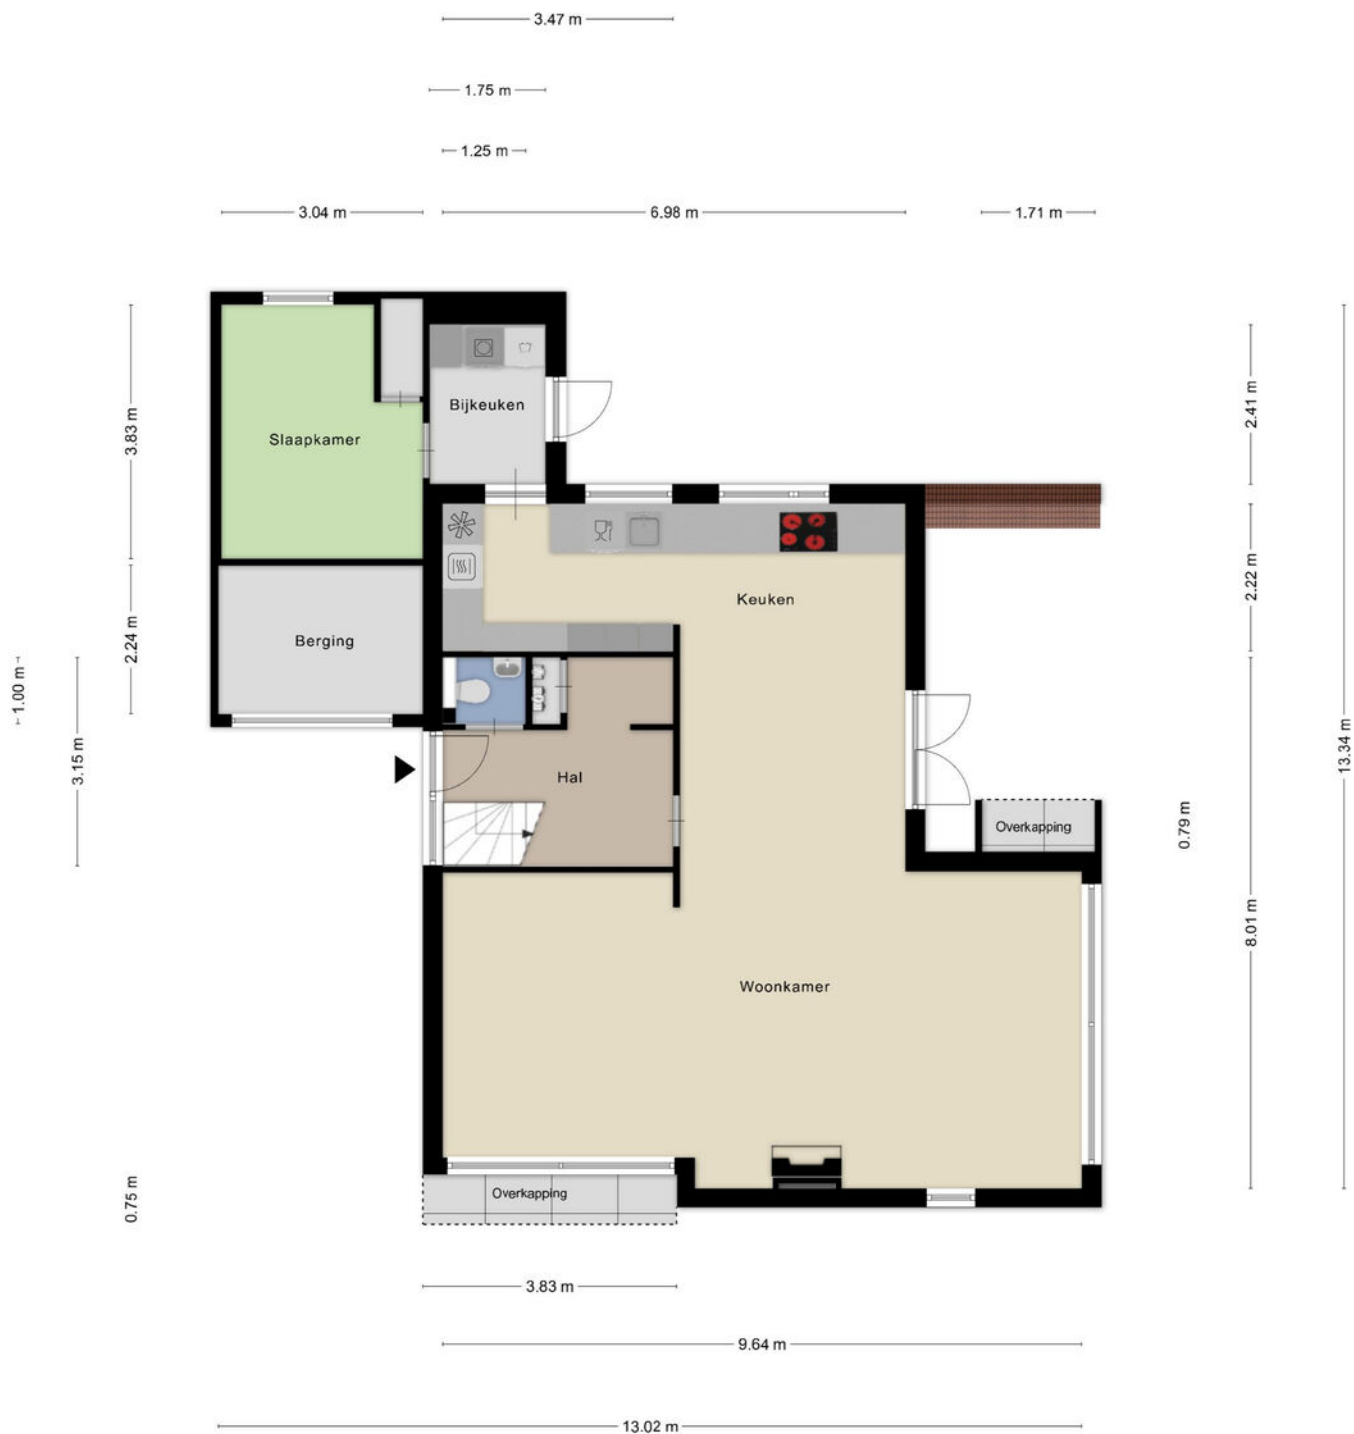 3.47 m
1.75 m
1.25 m
3.04 m
6.98 m
1.71 m
Bijkeuken
Slaapkamer
3.83 m
2.41 m
Keuken
2.22 m
Berging
2.24 m
1.00 m
3.15 m
Hal
13.34 m
Overkapping
0.79 m
8.01 m
Woonkamer
Overkapping
0.75 m
3.83 m
9.64 m
13.02 m